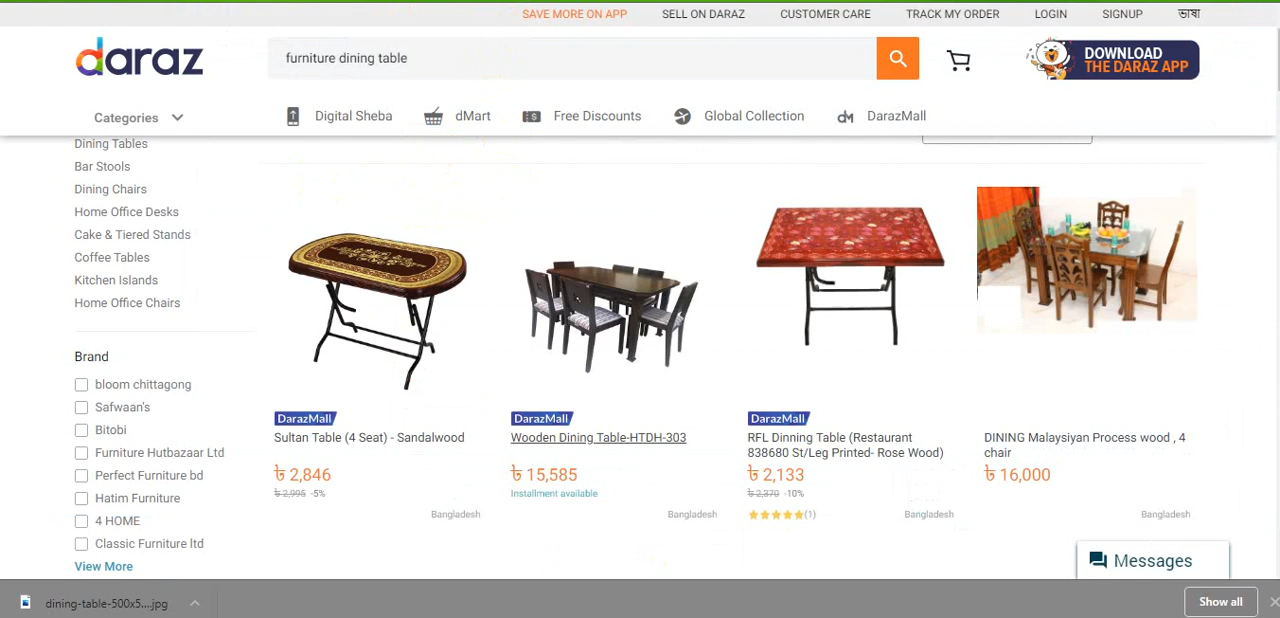 SAVE MORE ON APP SELL ON DARAZ CUSTOMER CARE TRACK MY ORDER LOGIN SIGNUP ভাষা
daraz
furniture dining table
DOWNLOAD
THE DARAZ APP
Categories
Digital Sheba dMart Free Discounts Global Collection DarazMall
Dining Tables
Bar Stools
Dining Chairs
Home Office Desks
Cake & Tiered Stands
Coffee Tables
Kitchen Islands
Home Office Chairs
Brand
bloom chittagong
Safwaan's
Bitobi
Furniture Hutbazaar Ltd
Perfect Furniture bd
Hatim Furniture
4 HOME
Classic Furniture ltd
View More
DarazMall
Sultan Table (4 Seat) - Sandalwood
৳ 2,846
৳ 2,995 -5%
Bangladesh
DarazMall
Wooden Dining Table-HTDH-303
৳ 15,585
Installment available
Bangladesh
DarazMall
RFL Dinning Table (Restaurant
838680 St/Leg Printed- Rose Wood)
৳ 2,133
৳ 2,370 -10%
(1)
Bangladesh
DINING Malaysiyan Process wood , 4
chair
৳ 16,000
Bangladesh
Messages
dining-table-500x5....jpg
Show all